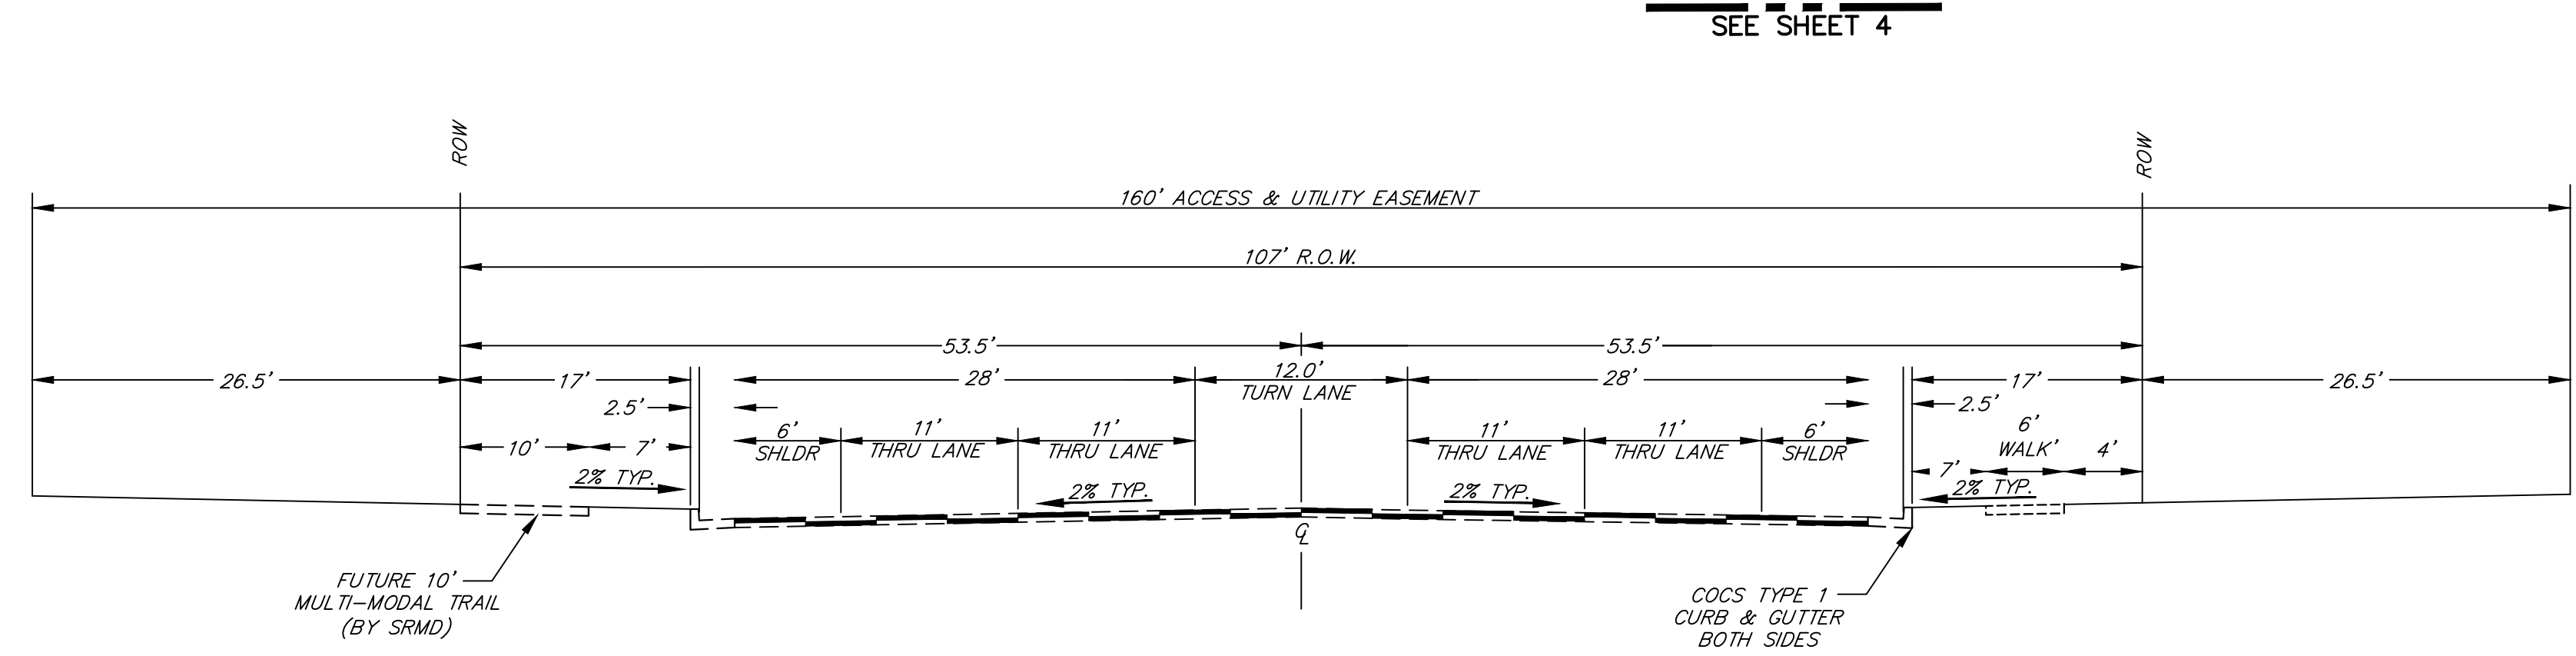 SEE SHEET 4
ROW
ROW
160' ACCESS & UTILITY EASEMENT
107' R.O.W.
53.5'
53.5'
26.5'
17'
28'
12.0'
TURN LANE
28'
17'
26.5'
2.5'
2.5'
10'
7'
6'
SHLDR
11'
THRU LANE
11'
THRU LANE
11'
THRU LANE
11'
THRU LANE
6'
SHLDR
7'
6'
WALK'
4'
2% TYP.
2% TYP.
2% TYP.
2% TYP.
CL
FUTURE 10'
MULTI-MODAL TRAIL
(BY SRMD)
COCS TYPE 1
CURB & GUTTER
BOTH SIDES